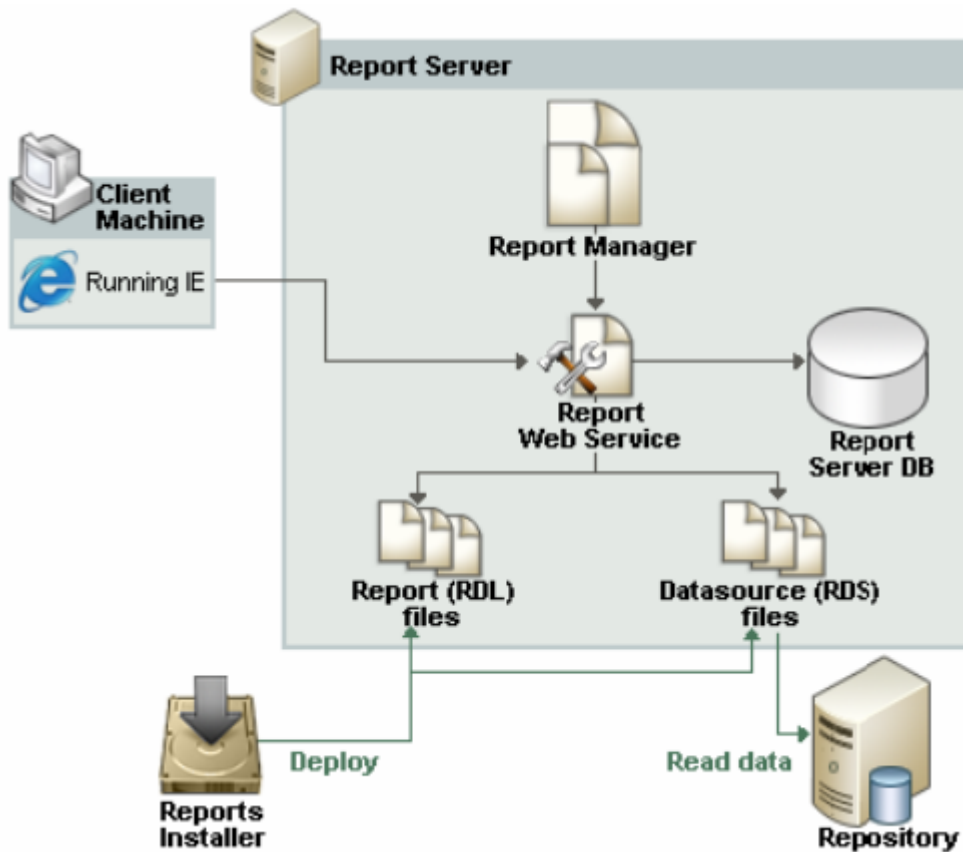 Report Server
Client
Machine
Running IE
Report Manager
Report
Web Service
Report
Server DB
Report (RDL)
files
Datasource (RDS)
files
Deploy
Read data
Reports
Installer
Repository